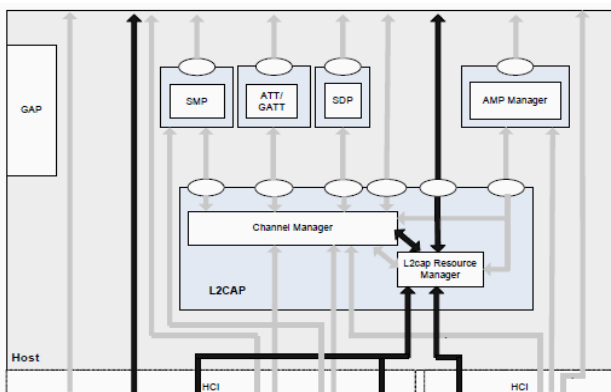 GAP
SMP
ATT/
GATT
SDP
AMP Manager
Channel Manager
L2cap Resource
Manager
L2CAP
Host
HCI
HCI